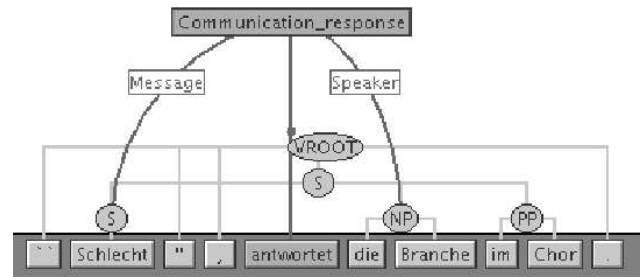 Communication_response
Message Speaker
VROOT
S
S NP PP
`` Schlecht " , antwortet die Branche im Chor .